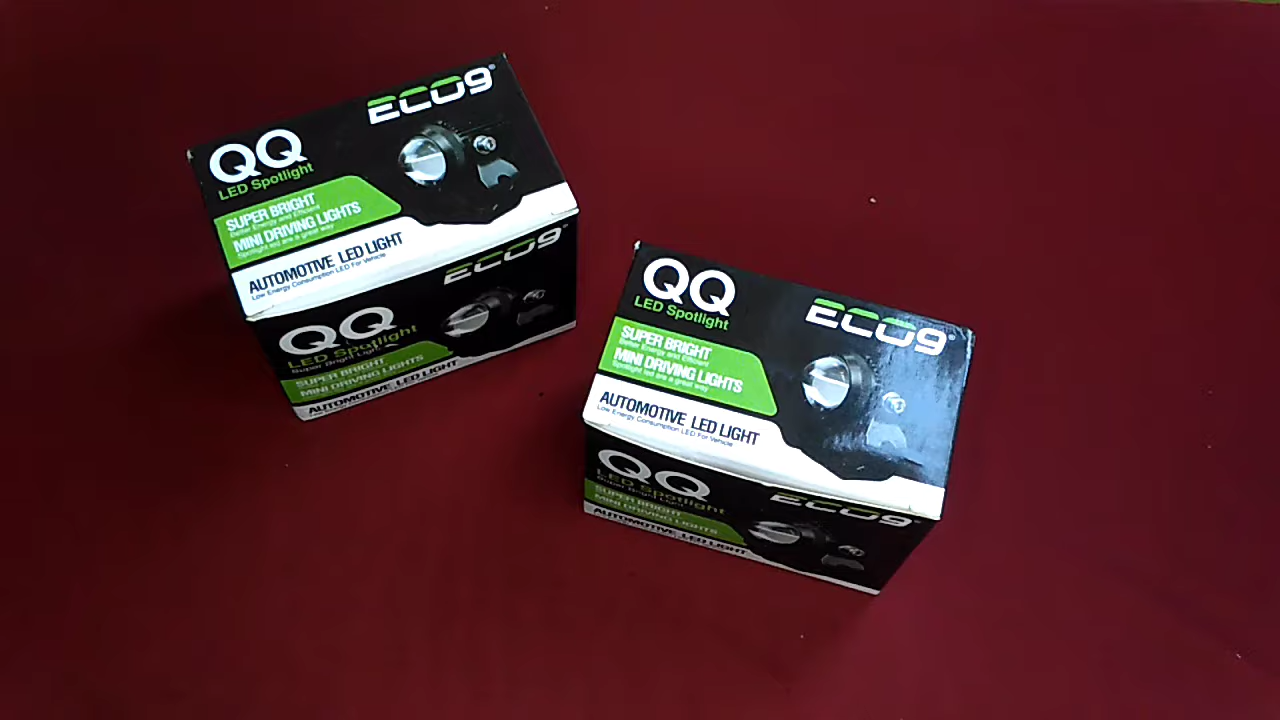 ECO9
QQ
LED Spotlight
SUPER BRIGHT
Better Energy and Efficient
MINI DRIVING LIGHTS
Spotlight led are a great way
AUTOMOTIVE LED LIGHT
Low Energy Consumption LED For Vehicle
ECO9
QQ
LED Spotlight
Super Bright Light
SUPER BRIGHT
MINI DRIVING LIGHTS
AUTOMOTIVE LED LIGHT
QQ
LED Spotlight
ECO9
SUPER BRIGHT
Better Energy and Efficient
MINI DRIVING LIGHTS
Spotlight led are a great way
AUTOMOTIVE LED LIGHT
Low Energy Consumption LED For Vehicle
QQ
LED Spotlight
ECO9
SUPER BRIGHT
MINI DRIVING LIGHTS
AUTOMOTIVE LED LIGHT